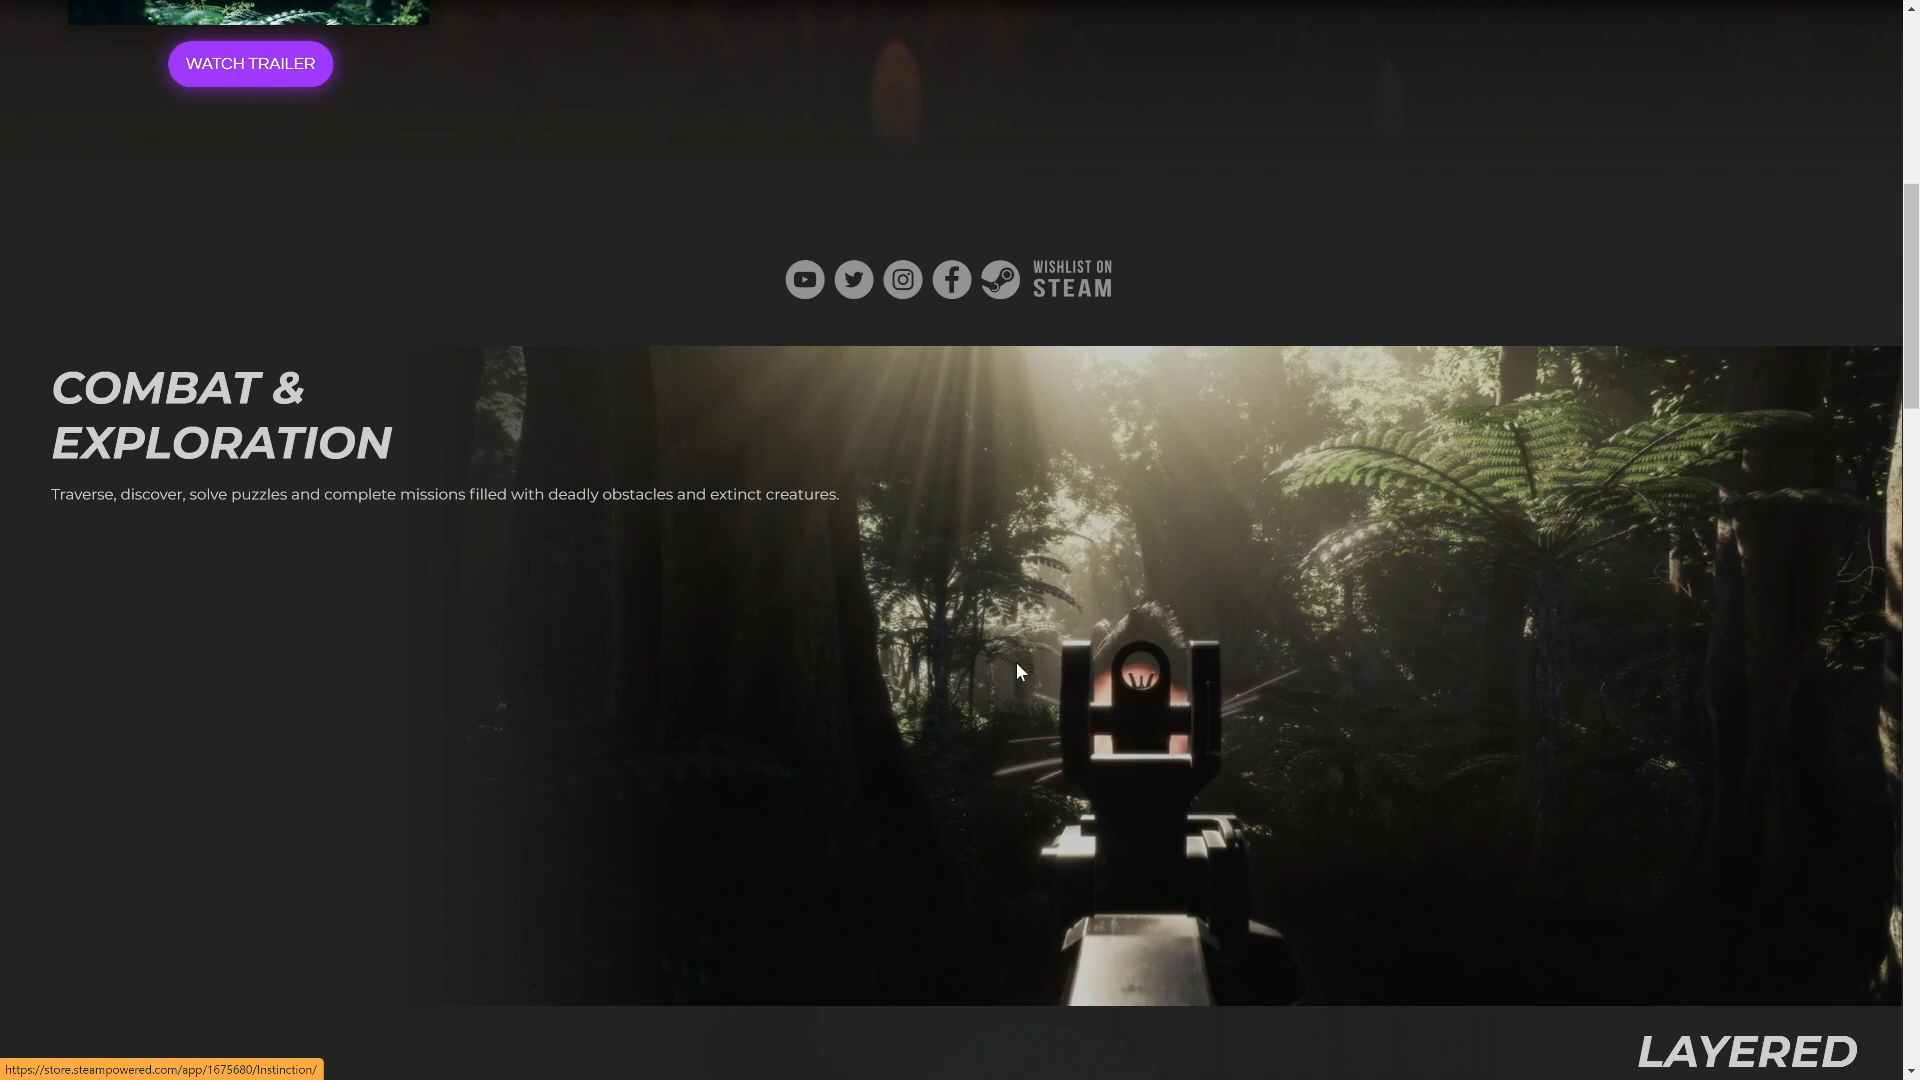 WATCH TRAILER
WISHLIST ON
STEAM
COMBAT &
EXPLORATION
Traverse, discover, solve puzzles and complete missions filled with deadly obstacles and extinct creatures.
LAYERED
https://store.steampowered.com/app/1675680/Instinction/